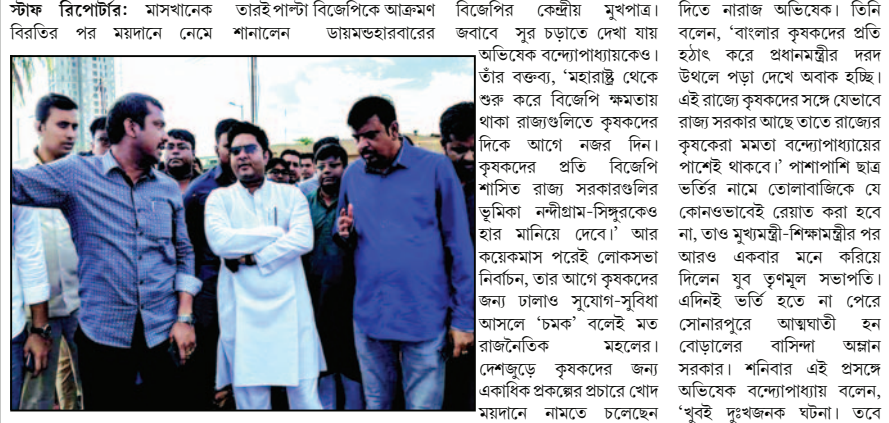 স্টাফ রিপোর্টার: মাসখানেক
বিরতির পর ময়দানে নেমে
তারই পাল্টা বিজেপিকে আক্রমণ
শানালেন ডায়মন্ডহারবারের
বিজেপির কেন্দ্রীয় মুখপাত্র।
জবাবে সুর চড়াতে দেখা যায়
অভিষেক বন্দ্যোপাধ্যায়কেও।
তাঁর বক্তব্য, ‘মহারাষ্ট্র থেকে
শুরু করে বিজেপি ক্ষমতায়
থাকা রাজ্যগুলিতে কৃষকদের
দিকে আগে নজর দিন।
কৃষকদের প্রতি বিজেপি
শাসিত রাজ্য সরকারগুলির
ভূমিকা নন্দীগ্রাম-সিঙ্গুরকেও
হার মানিয়ে দেবে।’ আর
কয়েকমাস পরেই লোকসভা
নির্বাচন, তার আগে কৃষকদের
জন্য ঢালাও সুযোগ-সুবিধা
আসলে ‘চমক’ বলেই মত
রাজনৈতিক মহলের।
দেশজুড়ে কৃষকদের জন্য
একাধিক প্রকল্পের প্রচারে খোদ
ময়দানে নামতে চলেছেন
দিতে নারাজ অভিষেক। তিনি
বলেন, ‘বাংলার কৃষকদের প্রতি
হঠাৎ করে প্রধানমন্ত্রীর দরদ
উথলে পড়া দেখে অবাক হচ্ছি।
এই রাজ্যে কৃষকদের সঙ্গে যেভাবে
রাজ্য সরকার আছে তাতে রাজ্যের
কৃষকেরা মমতা বন্দ্যোপাধ্যায়ের
পাশেই থাকবে।’ পাশাপাশি ছাত্র
ভর্তির নামে তোলাবাজিকে যে
কোনওভাবেই রেয়াত করা হবে
না, তাও মুখ্যমন্ত্রী-শিক্ষামন্ত্রীর পর
আরও একবার মনে করিয়ে
দিলেন যুব তৃণমূল সভাপতি।
এদিনই ভর্তি হতে না পেরে
সোনারপুরে আত্মঘাতী হন
বোড়ালের বাসিন্দা অম্লান
সরকার। শনিবার এই প্রসঙ্গে
অভিষেক বন্দ্যোপাধ্যায় বলেন,
‘খুবই দুঃখজনক ঘটনা। তবে